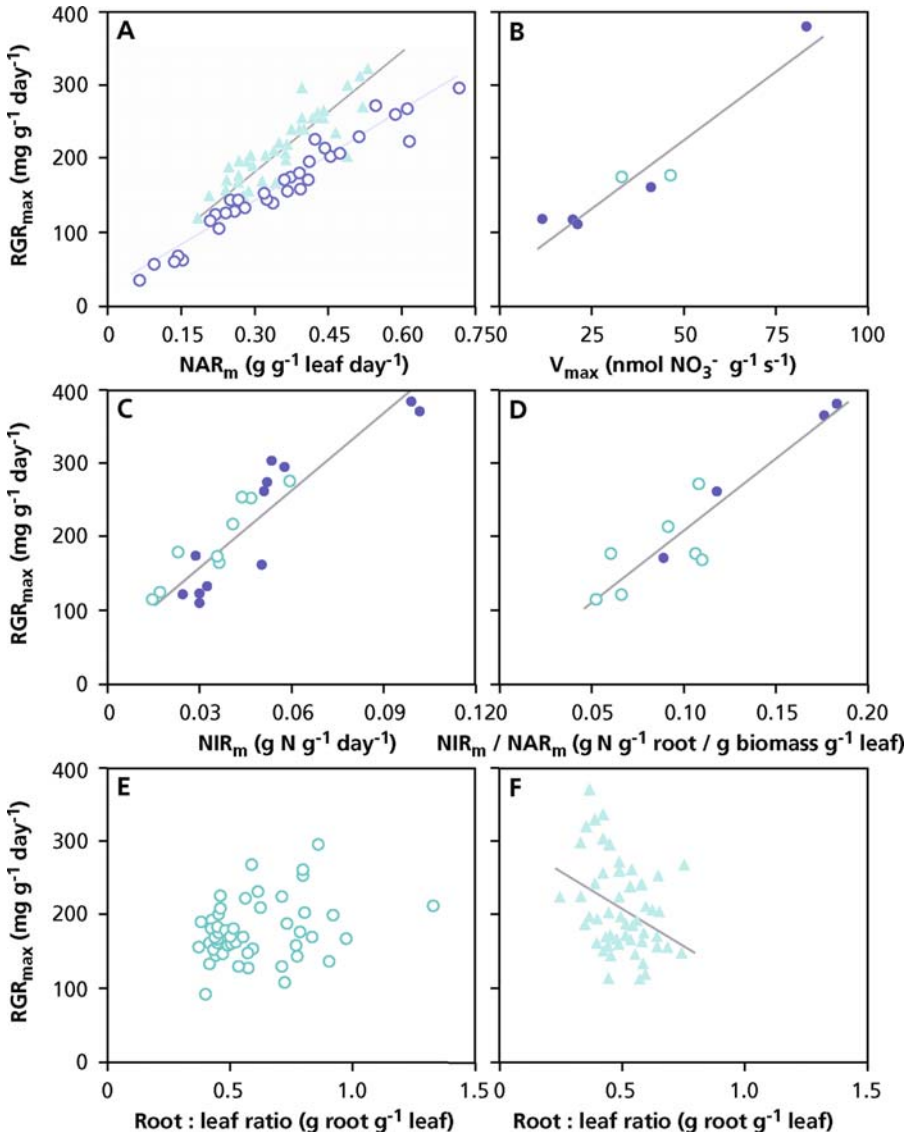 A
B
400
300
200
100
0
RGRmax (mg g-1 day-1)
0
0.15
0.30
0.45
0.60
0.750
25
50
75
100
NARm (g g-1 leaf day-1)
Vmax (nmol NO3- g-1 s-1)
C
D
400
300
200
100
0
RGRmax (mg g-1 day-1)
0
0.03
0.06
0.09
0.120
0.05
0.10
0.15
0.20
NIRm (g N g-1 day-1)
NIRm / NARm (g N g-1 root / g biomass g-1 leaf)
E
F
400
300
200
100
0
RGRmax (mg g-1 day-1)
0
0.5
1.0
1.5
0
0.5
1.0
1.5
Root : leaf ratio (g root g-1 leaf)
Root : leaf ratio (g root g-1 leaf)